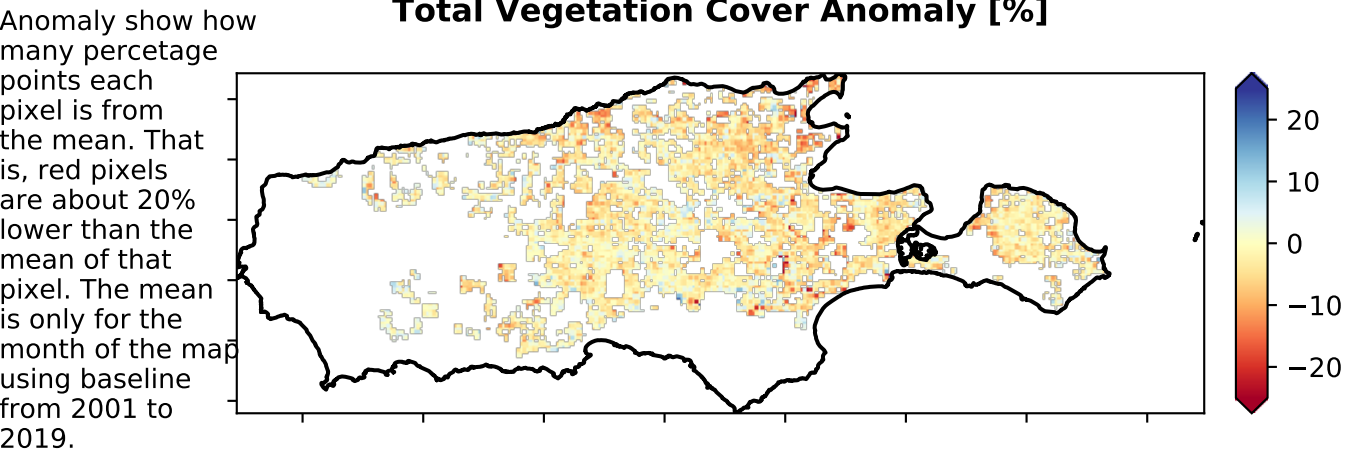 Total Vegetation Cover Anomaly [%]
Anomaly show how
many percetage
points each
pixel is from
the mean. That
is, red pixels
are about 20%
lower than the
mean of that
pixel. The mean
is only for the
month of the map
using baseline
from 2001 to
2019.
20
10
0
−10
−20